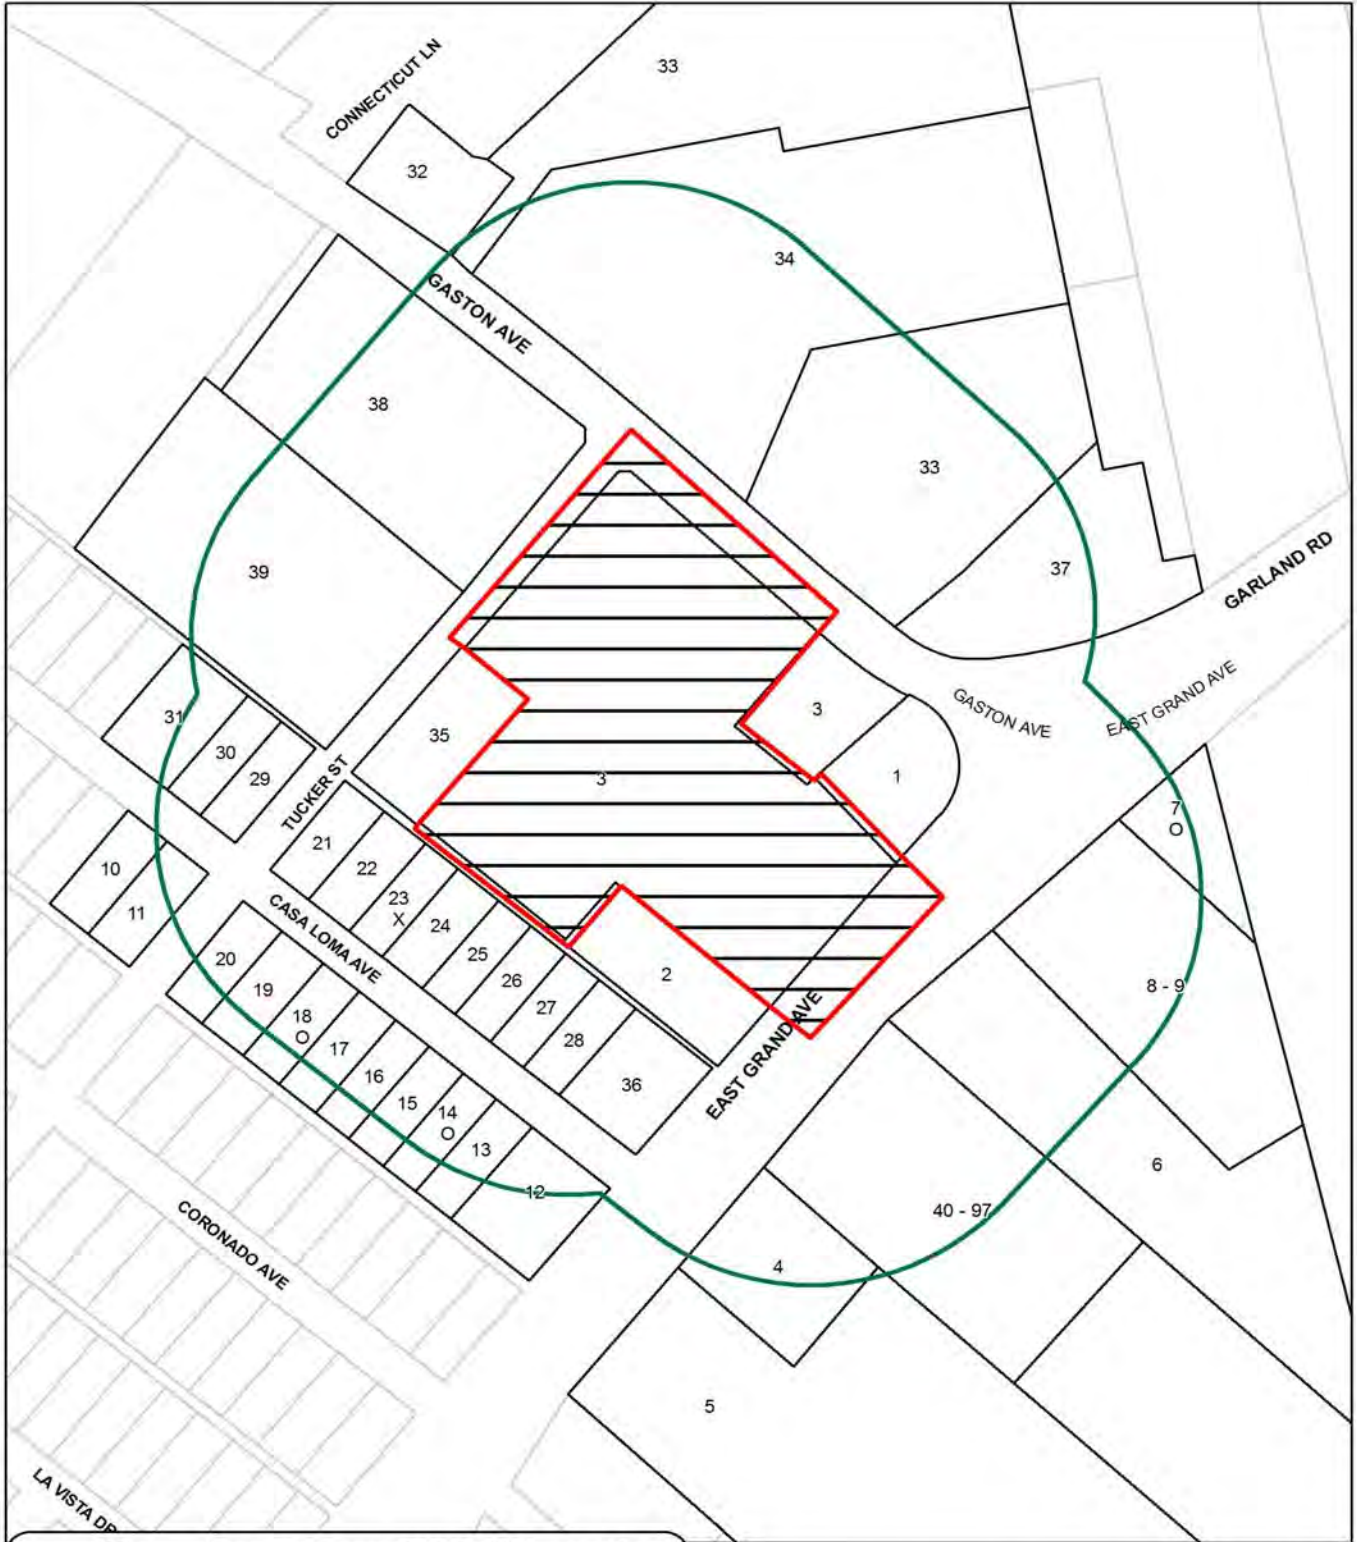 33
CONNECTICUT LN
32
34
GASTON AVE
38
33
39
37
GARLAND RD
3
GASTON AVE
EAST GRAND AVE
31
35
30
29
3
1
TUCKER ST
7
O
21
22
10
23
X
11
24
CASA LOMA AVE
25
20
2
26
8 - 9
19
27
18
O
EAST GRAND AVE
28
17
16
36
15
14
O
13
6
12
40 - 97
CORONADO AVE
4
5
LA VISTA DR